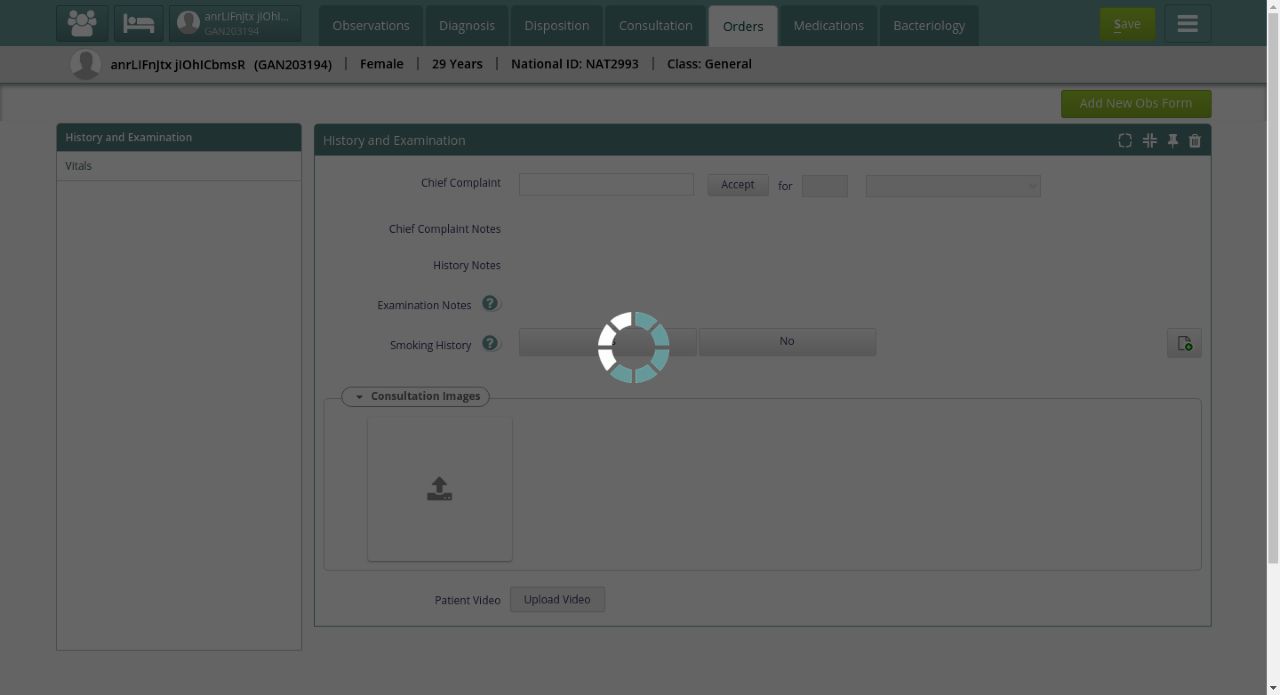 anrLIFnJtx jIOhI...
GAN203194
Observations
Diagnosis
Disposition
Consultation
Orders
Medications
Bacteriology
Save
anrLIFnJtx jIOhICbmsR (GAN203194) | Female | 29 Years | National ID: NAT2993 | Class: General
Add New Obs Form
History and Examination
Vitals
History and Examination
Chief Complaint
Accept
for
Chief Complaint Notes
History Notes
Examination Notes
Smoking History
No
Consultation Images
Patient Video
Upload Video